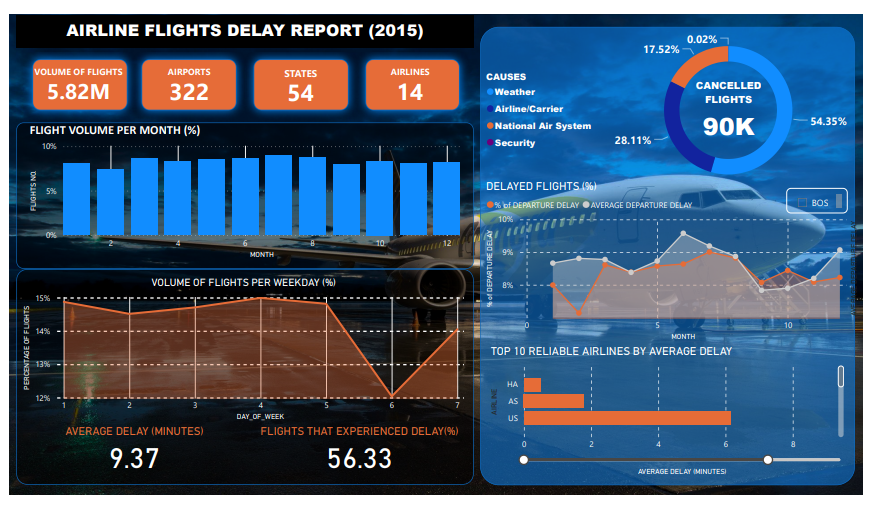 AIRLINE FLIGHTS DELAY REPORT (2015)
VOLUME OF FLIGHTS
5.82M
AIRPORTS
322
STATES
54
AIRLINES
14
FLIGHT VOLUME PER MONTH (%)
10%
5%
0%
FLIGHTS NO.
2 4 6 8 10 12
MONTH
VOLUME OF FLIGHTS PER WEEKDAY (%)
15%
14%
13%
12%
PERCENTAGE OF FLIGHTS
1 2 3 4 5 6 7
DAY_OF_WEEK
AVERAGE DELAY (MINUTES)
9.37
FLIGHTS THAT EXPERIENCED DELAY(%)
56.33
CAUSES
Weather
Airline/Carrier
National Air System
Security
0.02%
17.52%
28.11%
54.35%
CANCELLED
FLIGHTS
90K
DELAYED FLIGHTS (%)
% of DEPARTURE DELAY AVERAGE DEPARTURE DELAY
BOS
10%
9%
8%
% of DEPARTURE DELAY
0 5 10
MONTH
TOP 10 RELIABLE AIRLINES BY AVERAGE DELAY
AIRLINE
HA
AS
US
0 2 4 6 8
AVERAGE DELAY (MINUTES)